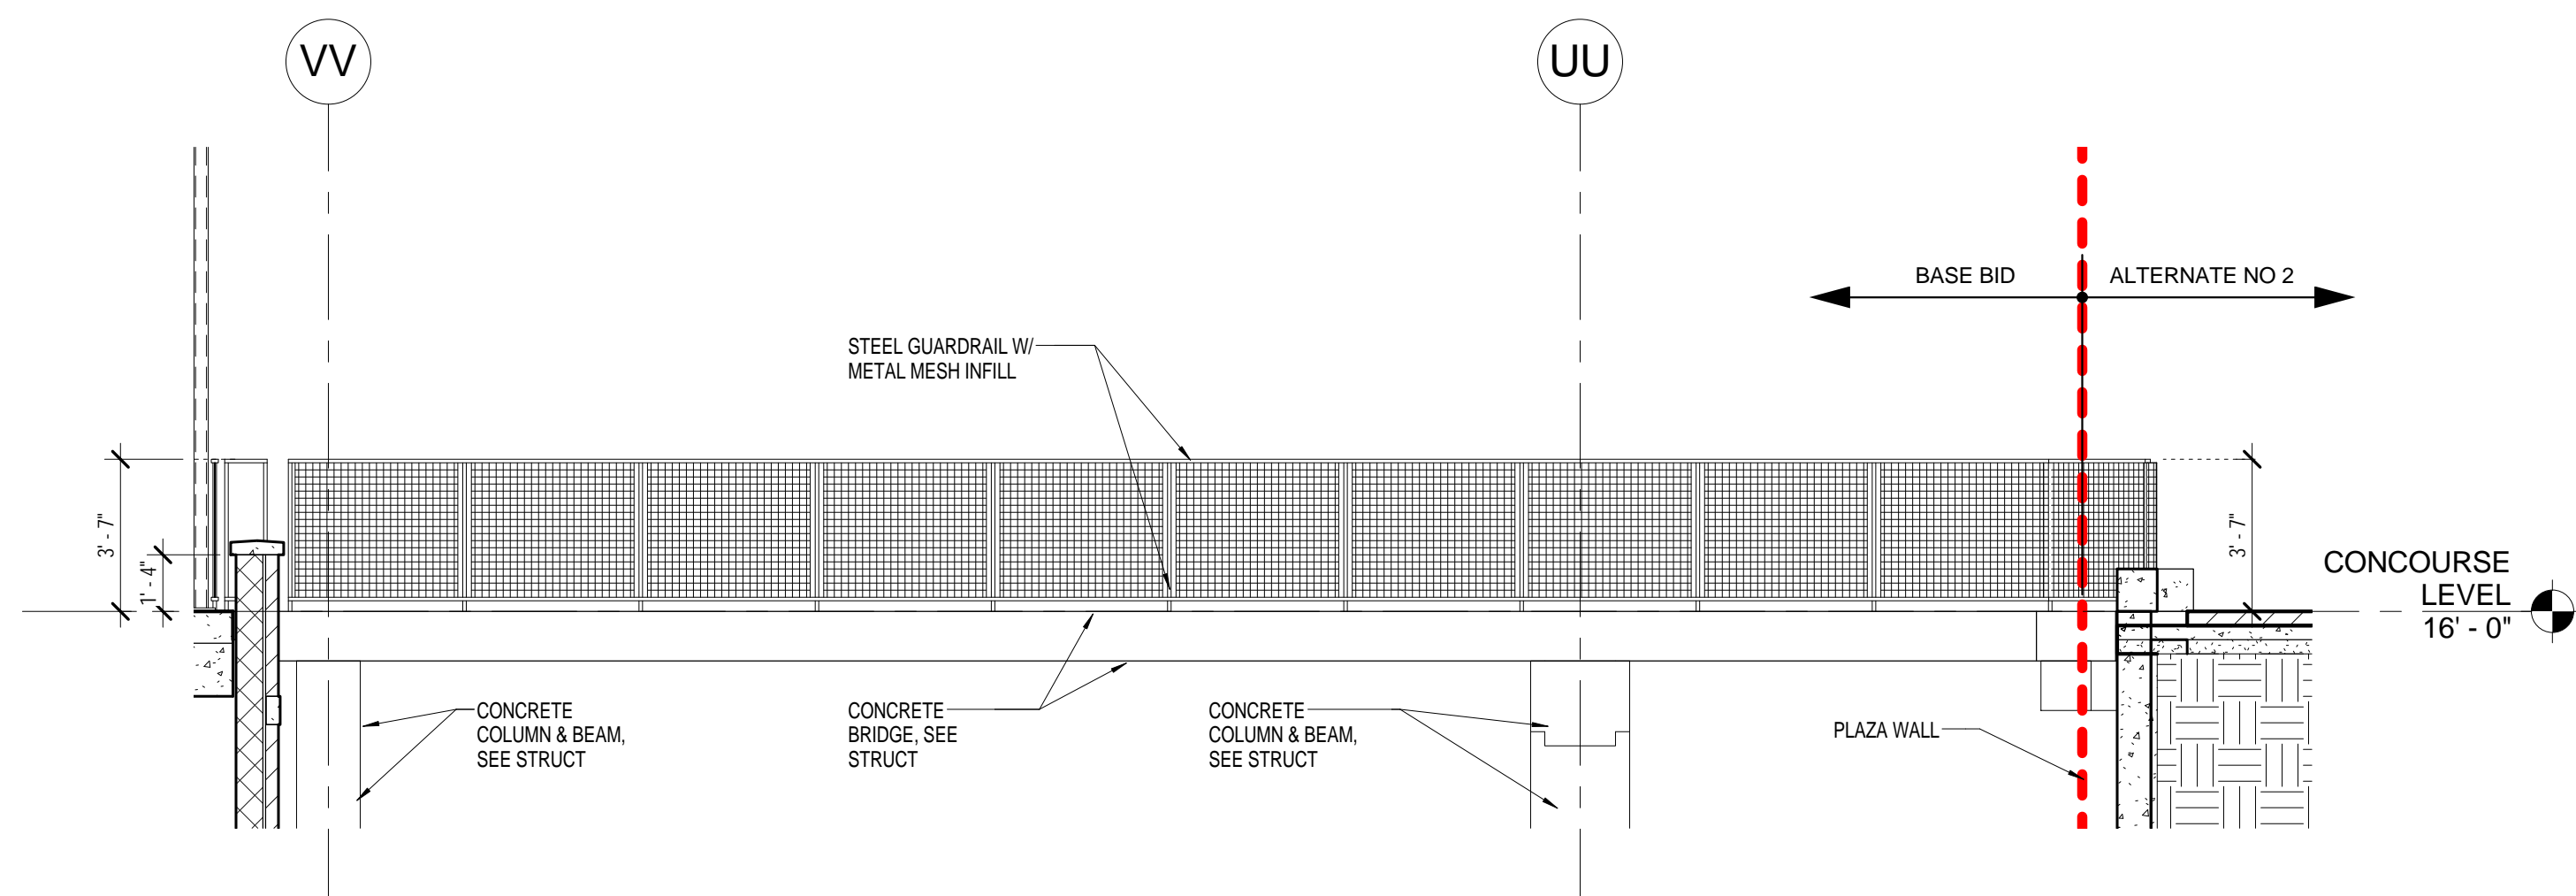 VV
UU
BASE BID
ALTERNATE NO 2
STEEL GUARDRAIL W/
METAL MESH INFILL
3' - 7"
1' - 4"
3' - 7"
CONCOURSE
LEVEL
16' - 0"
CONCRETE
COLUMN & BEAM,
SEE STRUCT
CONCRETE
BRIDGE, SEE
STRUCT
CONCRETE
COLUMN & BEAM,
SEE STRUCT
PLAZA WALL